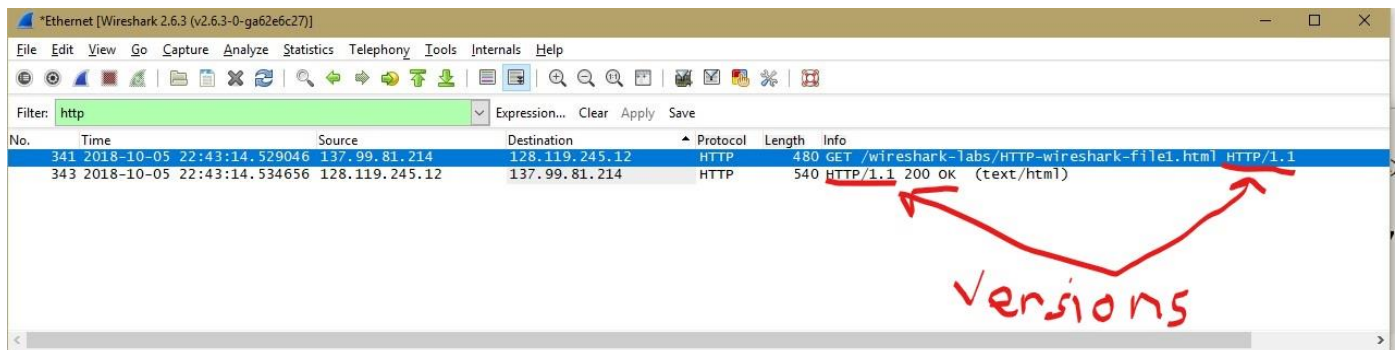 *Ethernet [Wireshark 2.6.3 (v2.6.3-0-ga62e6c27)]
File Edit View Go Capture Analyze Statistics Telephony Tools Internals Help
Filter: http Expression... Clear Apply Save
No. Time Source Destination Protocol Length Info
341 2018-10-05 22:43:14.529046 137.99.81.214 128.119.245.12 HTTP 480 GET /wireshark-labs/HTTP-wireshark-file1.html HTTP/1.1
343 2018-10-05 22:43:14.534656 128.119.245.12 137.99.81.214 HTTP 540 HTTP/1.1 200 OK (text/html)
Versions